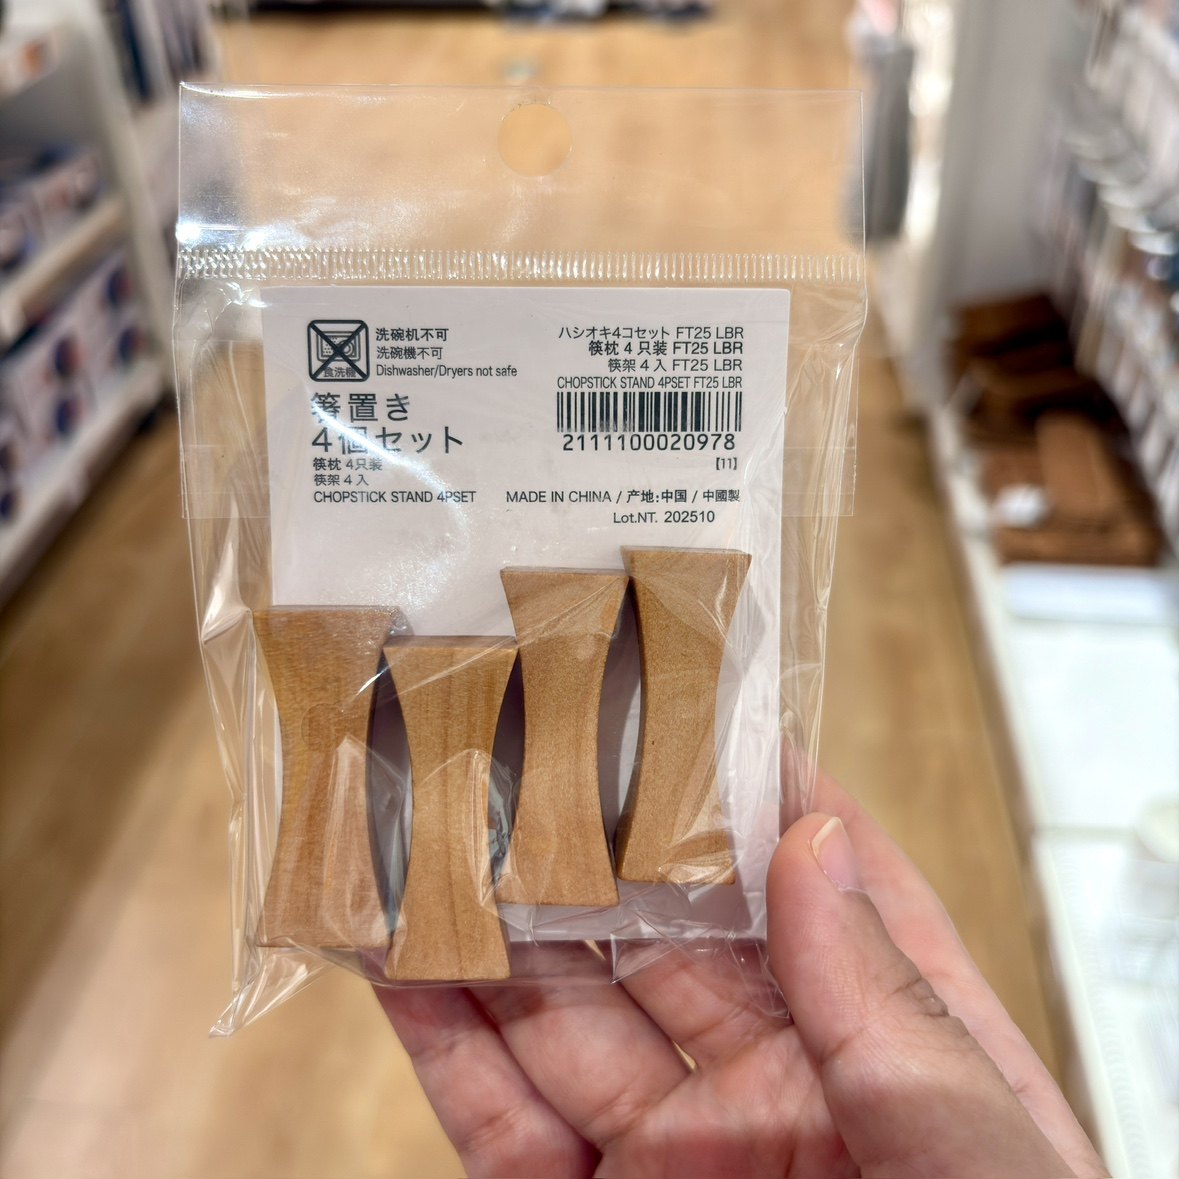 洗碗机不可
洗碗機不可
Dishwasher/Dryers not safe
食洗機
箸置き
4個セット
筷枕 4只装
筷架 4 入
CHOPSTICK STAND 4PSET
ハシオキ4コセット FT25 LBR
筷枕 4 只装 FT25 LBR
筷架 4 入 FT25 LBR
CHOPSTICK STAND 4PSET FT25 LBR
2111100020978
【11】
MADE IN CHINA / 产地:中国 / 中國製
Lot.NT. 202510